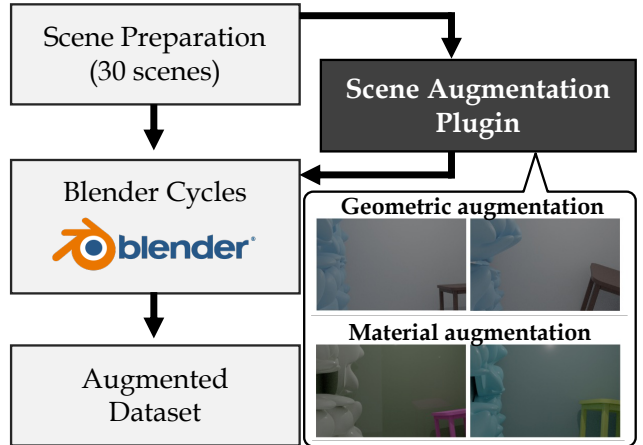 Scene Preparation
(30 scenes)
Scene Augmentation
Plugin
Blender Cycles
blender®
Geometric augmentation
Material augmentation
Augmented
Dataset